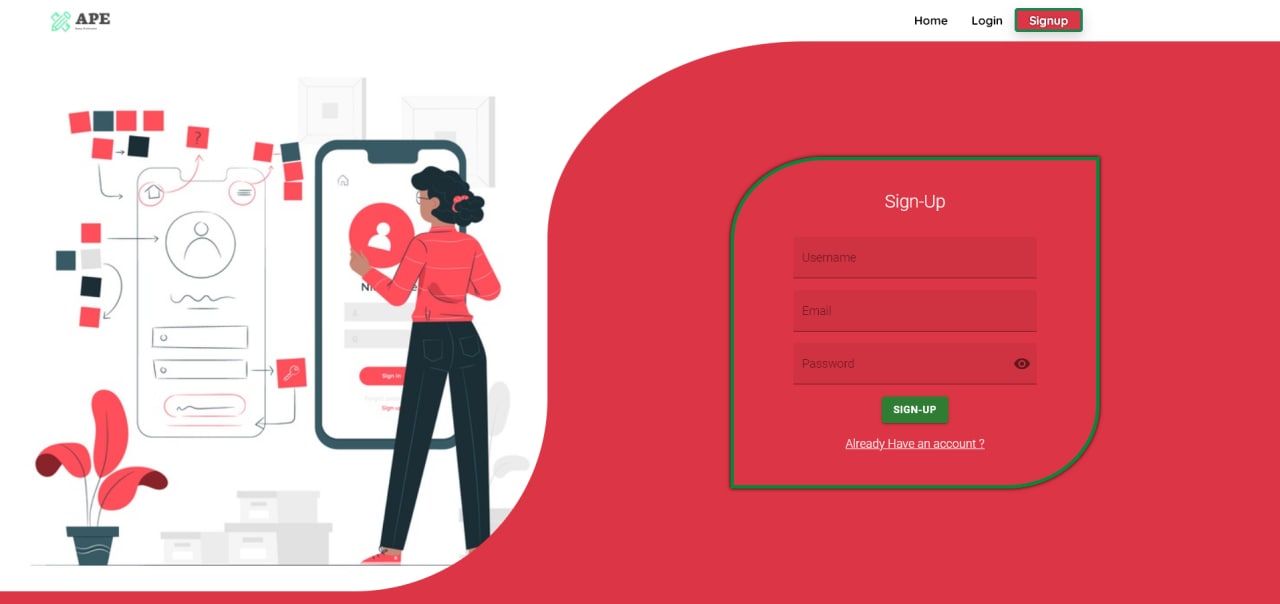 APE
Home
Login
Signup
?
Sign in
Sign-Up
Username
Email
Password
SIGN-UP
Already Have an account ?